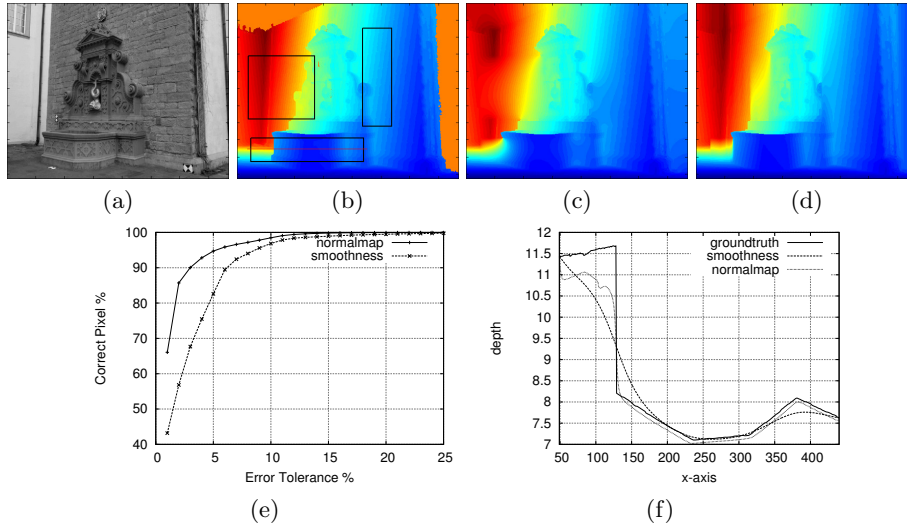 (a)
(b)
(c)
(d)
100
90
80
70
60
50
40
0
5
10
15
20
25
Correct Pixel %
Error Tolerance %
normalmap
smoothness
(e)
12
11.5
11
10.5
10
9.5
9
8.5
8
7.5
7
50
100
150
200
250
300
350
400
depth
x-axis
groundtruth
smoothness
normalmap
(f)